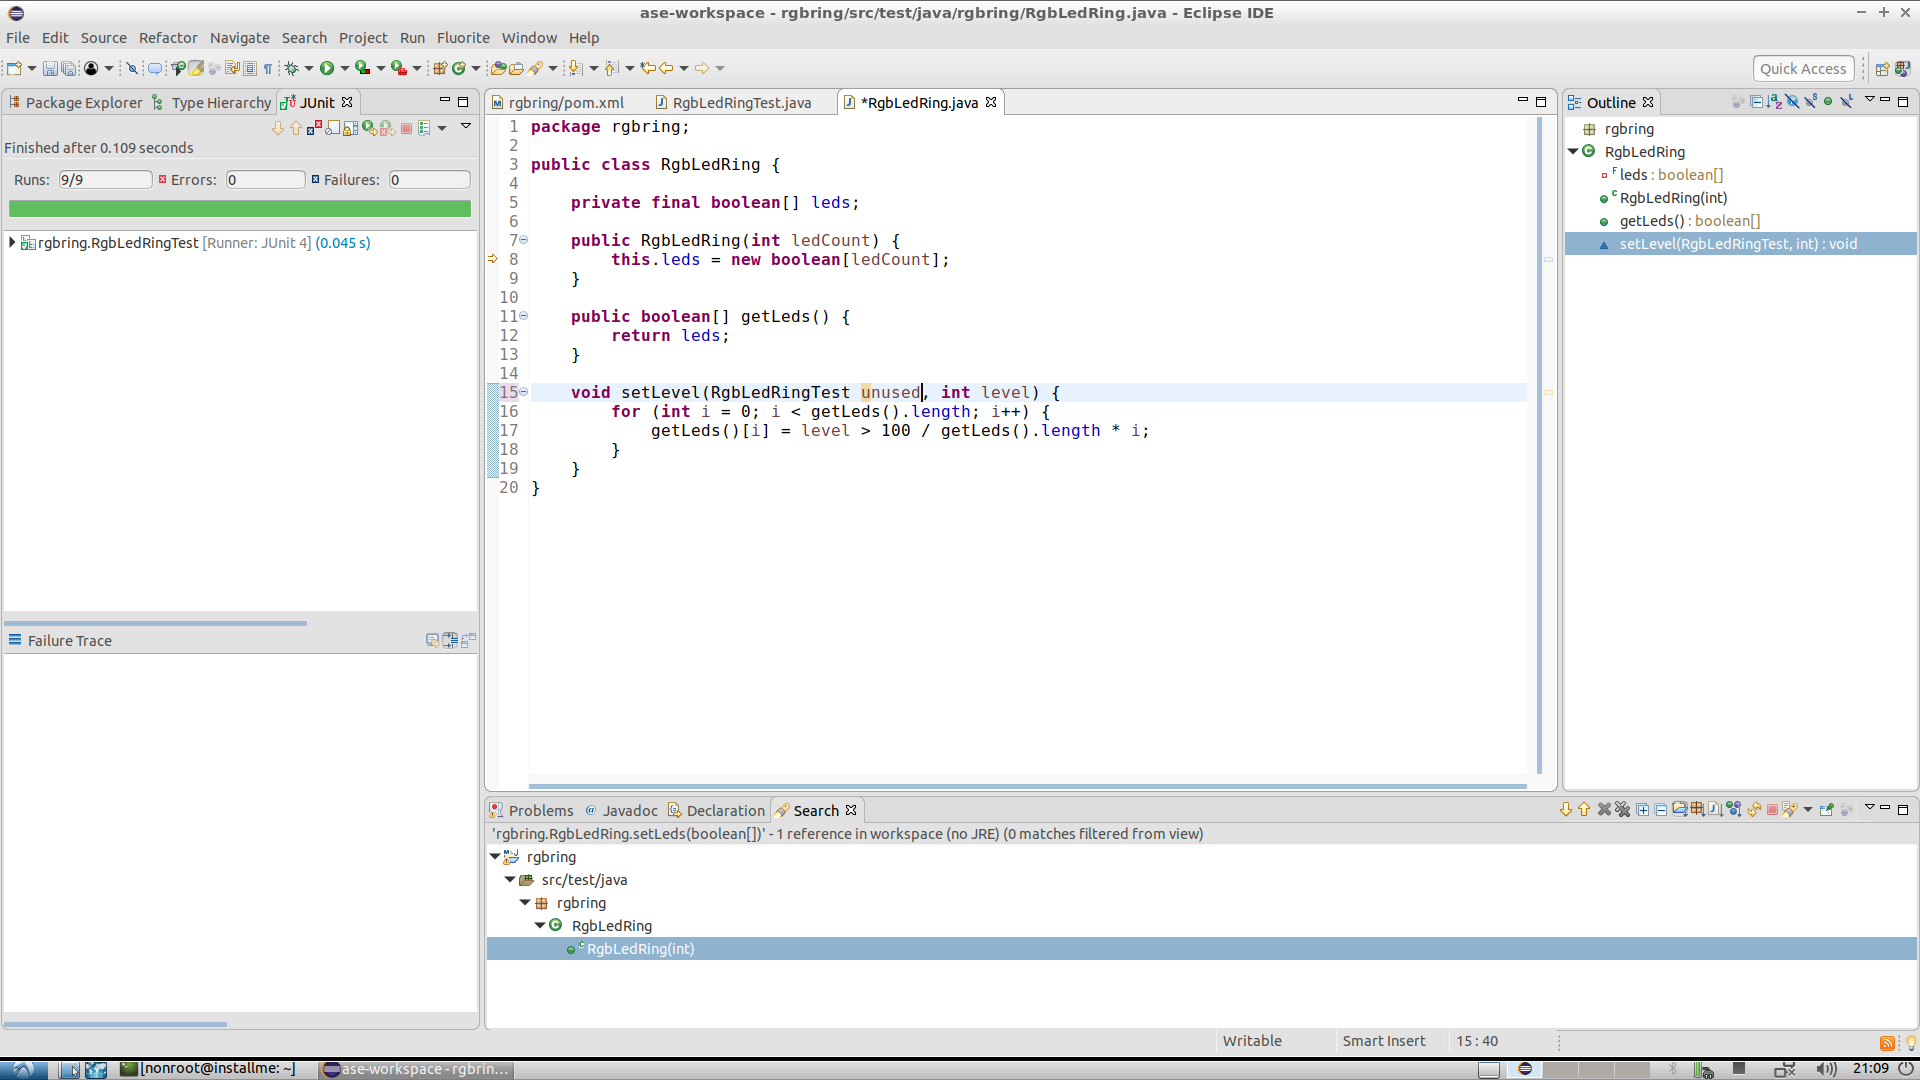 ase-workspace - rgbring/src/test/java/rgbring/RgbLedRing.java - Eclipse IDE
File Edit Source Refactor Navigate Search Project Run Fluorite Window Help
Quick Access
Package Explorer Type Hierarchy JUnit
Finished after 0.109 seconds
Runs: 9/9 Errors: 0 Failures: 0
rgbring.RgbLedRingTest [Runner: JUnit 4] (0.045 s)
Failure Trace
rgbring/pom.xml RgbLedRingTest.java *RgbLedRing.java
1 package rgbring;
2
3 public class RgbLedRing {
4
5 private final boolean[] leds;
6
7 public RgbLedRing(int ledCount) {
8 this.leds = new boolean[ledCount];
9 }
10
11 public boolean[] getLeds() {
12 return leds;
13 }
14
15 void setLevel(RgbLedRingTest unused, int level) {
16 for (int i = 0; i < getLeds().length; i++) {
17 getLeds()[i] = level > 100 / getLeds().length * i;
18 }
19 }
20 }
Outline
rgbring
RgbLedRing
leds : boolean[]
RgbLedRing(int)
getLeds() : boolean[]
setLevel(RgbLedRingTest, int) : void
Problems Javadoc Declaration Search
'rgbring.RgbLedRing.setLeds(boolean[])' - 1 reference in workspace (no JRE) (0 matches filtered from view)
rgbring
src/test/java
rgbring
RgbLedRing
RgbLedRing(int)
Writable Smart Insert 15 : 40
[nonroot@installme: ~] ase-workspace - rgbrin... 21:09